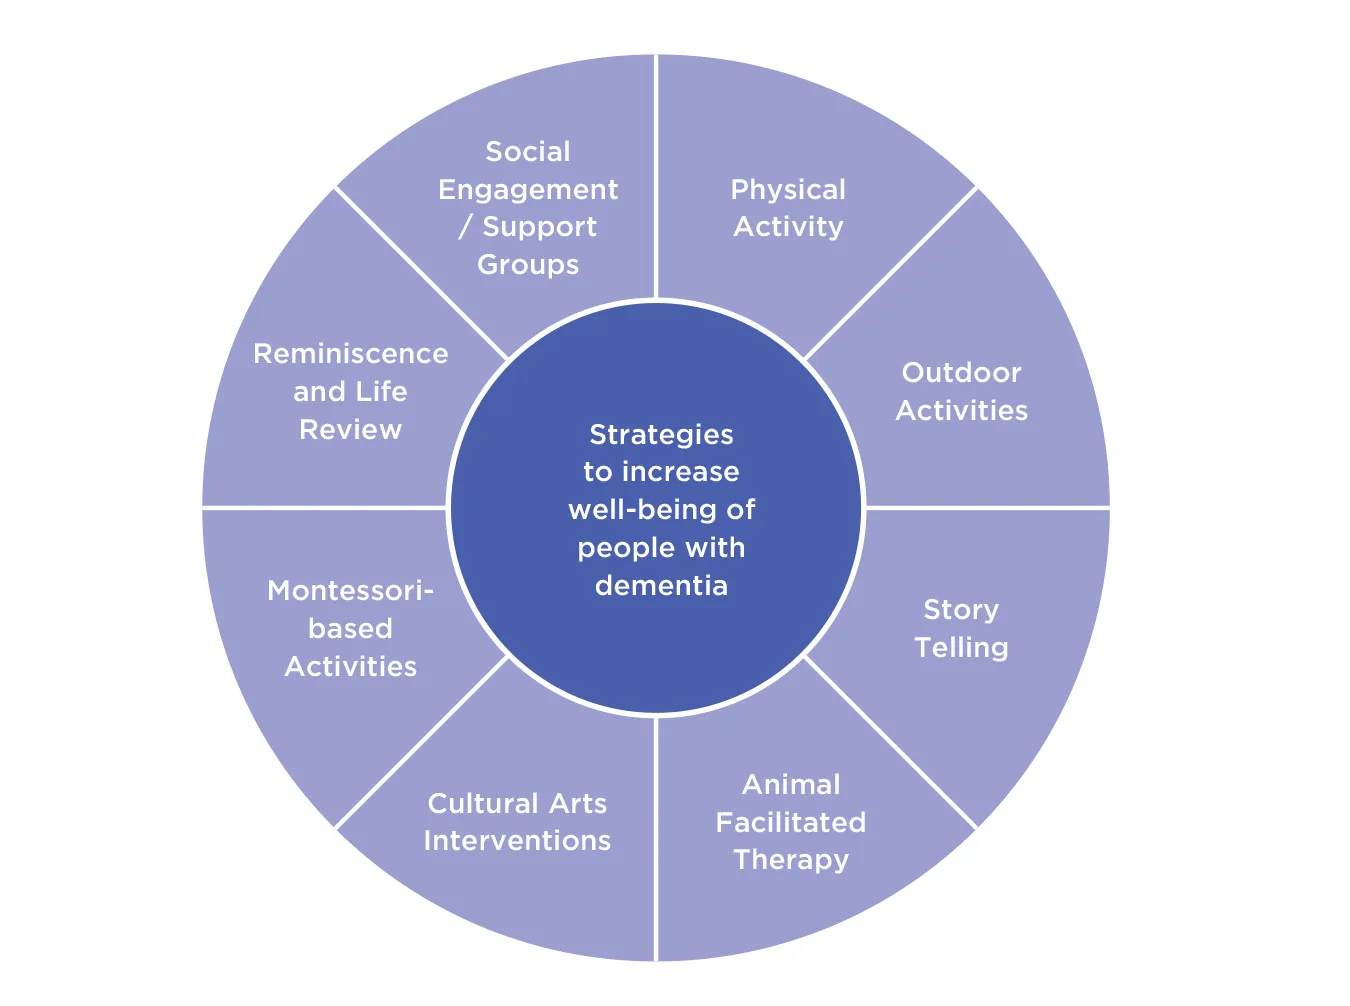 Social
Engagement
/ Support
Groups
Physical
Activity
Reminiscence
and Life
Review
Outdoor
Activities
Strategies
to increase
well-being of
people with
dementia
Montessori-
based
Activities
Story
Telling
Cultural Arts
Interventions
Animal
Facilitated
Therapy